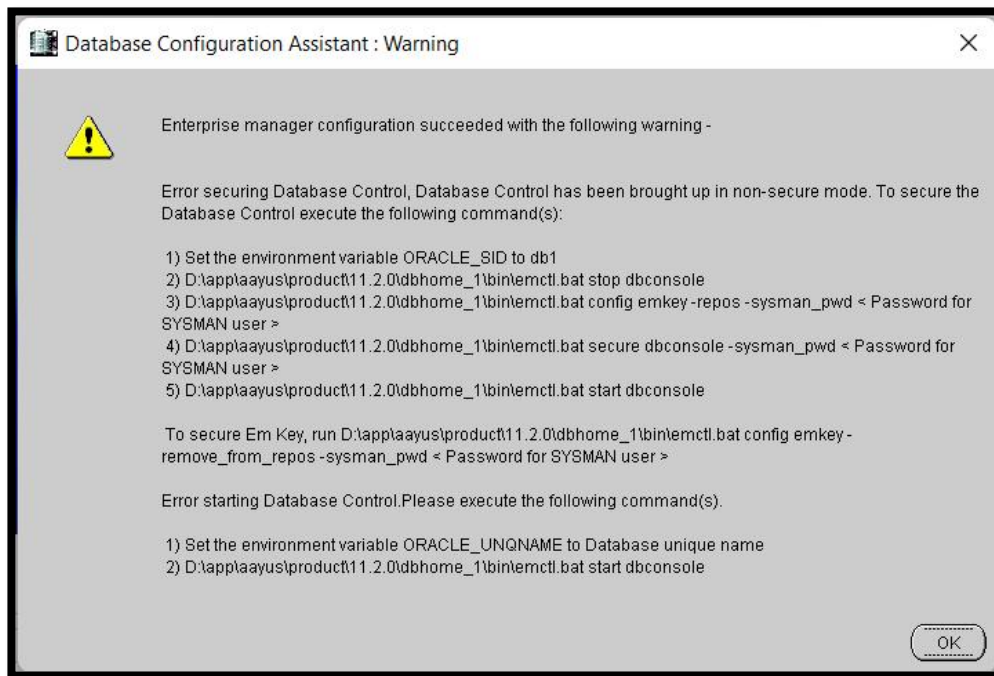 Database Configuration Assistant : Warning
Enterprise manager configuration succeeded with the following warning -
Error securing Database Control, Database Control has been brought up in non-secure mode. To secure the
Database Control execute the following command(s):
1) Set the environment variable ORACLE_SID to db1
2) D:\app\aayus\product\11.2.0\dbhome_1\bin\emctl.bat stop dbconsole
3) D:\app\aayus\product\11.2.0\dbhome_1\bin\emctl.bat config emkey -repos -sysman_pwd < Password for
SYSMAN user >
4) D:\app\aayus\product\11.2.0\dbhome_1\bin\emctl.bat secure dbconsole -sysman_pwd < Password for
SYSMAN user >
5) D:\app\aayus\product\11.2.0\dbhome_1\bin\emctl.bat start dbconsole
To secure Em Key, run D:\app\aayus\product\11.2.0\dbhome_1\bin\emctl.bat config emkey -
remove_from_repos -sysman_pwd < Password for SYSMAN user >
Error starting Database Control.Please execute the following command(s).
1) Set the environment variable ORACLE_UNQNAME to Database unique name
2) D:\app\aayus\product\11.2.0\dbhome_1\bin\emctl.bat start dbconsole
OK